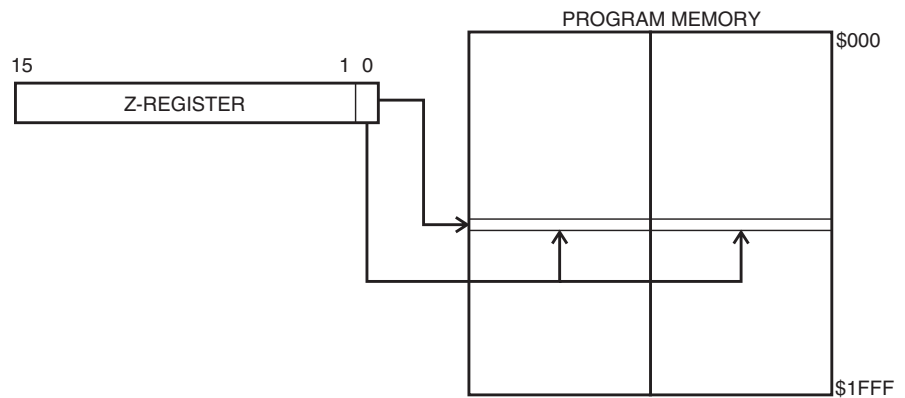 PROGRAM MEMORY
$000
15 1 0
Z-REGISTER
$1FFF